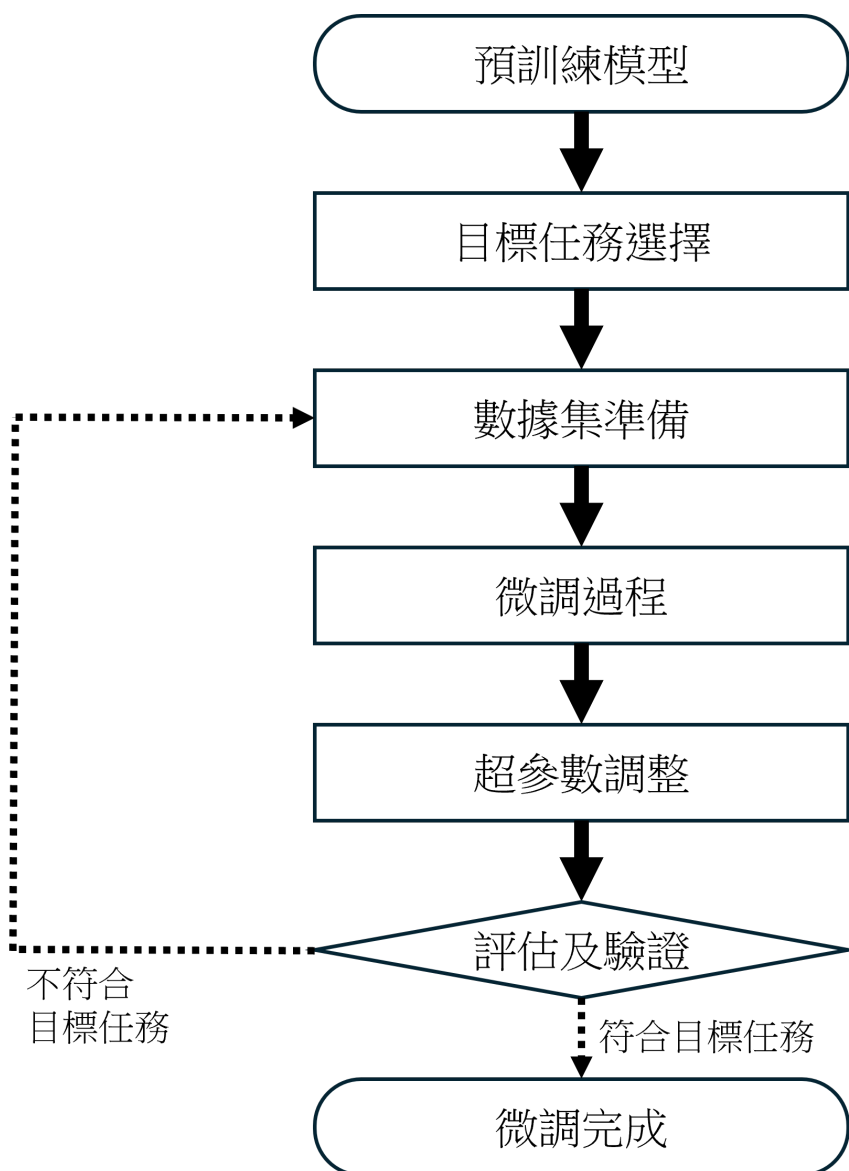 預訓練模型
目標任務選擇
數據集準備
微調過程
超參數調整
評估及驗證
不符合
目標任務
符合目標任務
微調完成